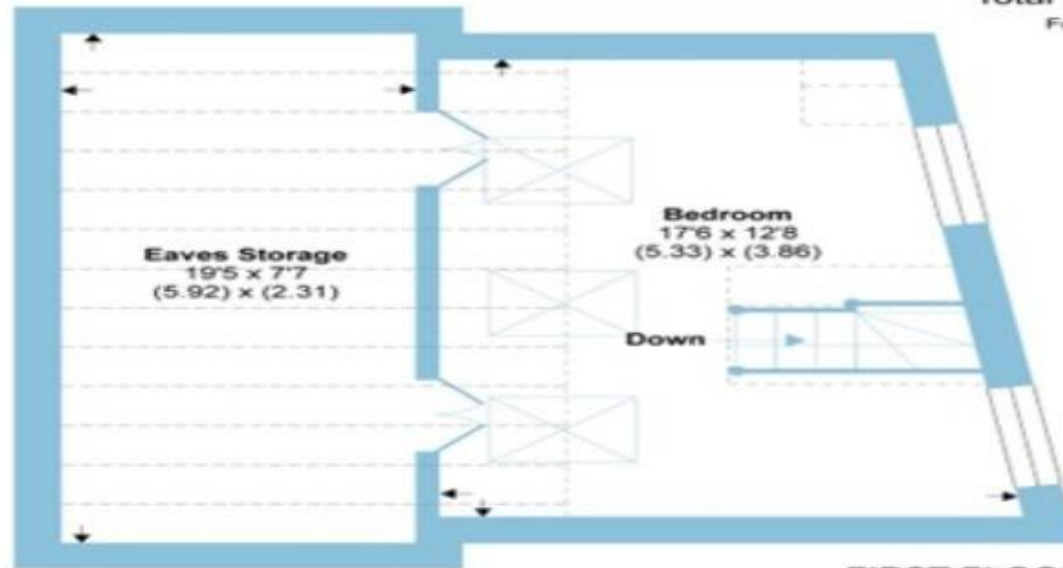 Total
Eaves Storage
19'5 x 7'7
(5.92) x (2.31)
Bedroom
17'6 x 12'8
(5.33) x (3.86)
Down